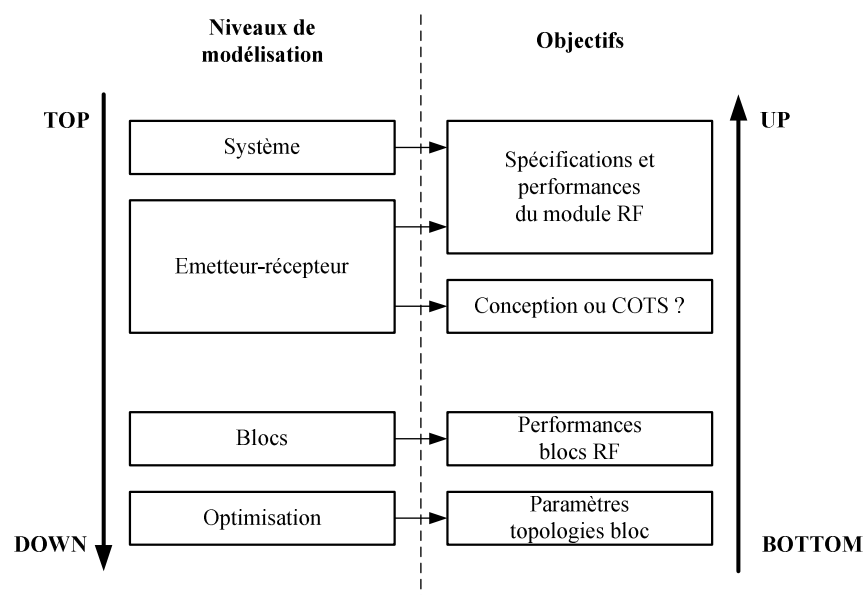 Niveaux de
modélisation
Objectifs
TOP
UP
Système
Spécifications et
performances
du module RF
Emetteur-récepteur
Conception ou COTS ?
Blocs
Performances
blocs RF
Optimisation
Paramètres
topologies bloc
DOWN
BOTTOM